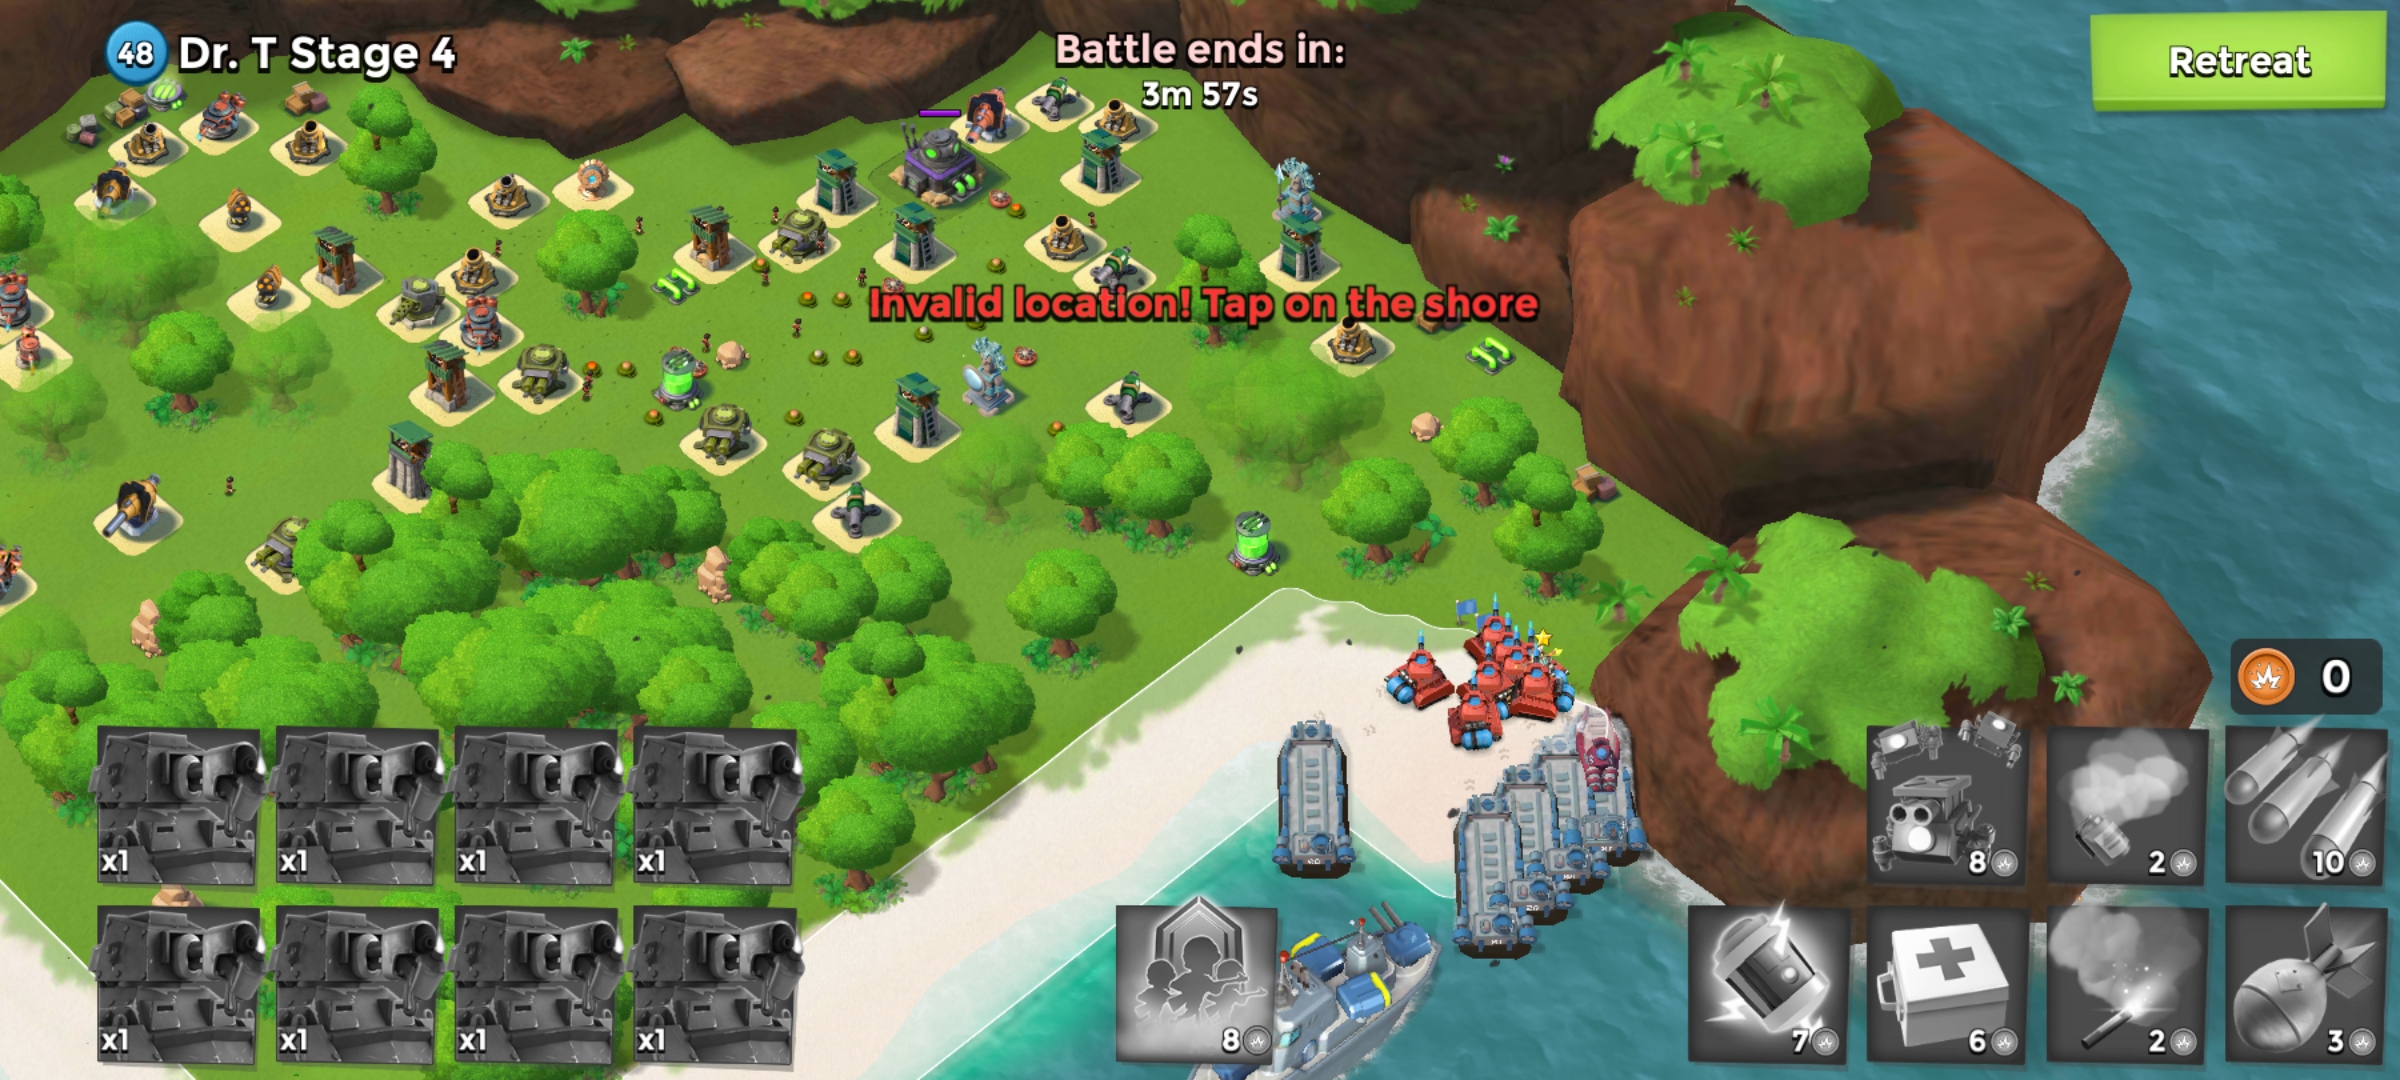 48 Dr. T Stage 4
Battle ends in:
3m 57s
Retreat
Invalid location! Tap on the shore
0
x1 x1 x1 x1
8 2 10
x1 x1 x1 x1
8 7 6 2 3